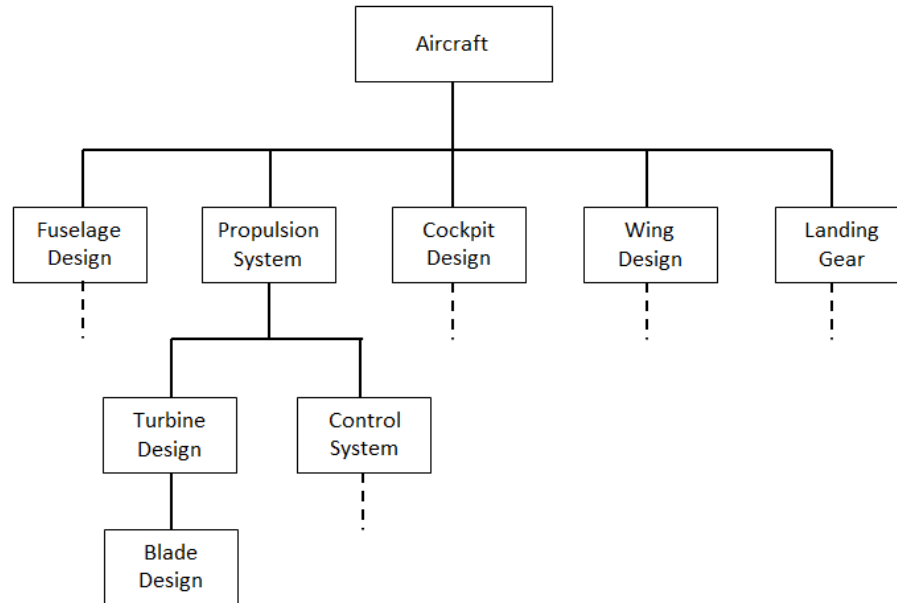 Aircraft
Fuselage
Design
Propulsion
System
Cockpit
Design
Wing
Design
Landing
Gear
Turbine
Design
Control
System
Blade
Design